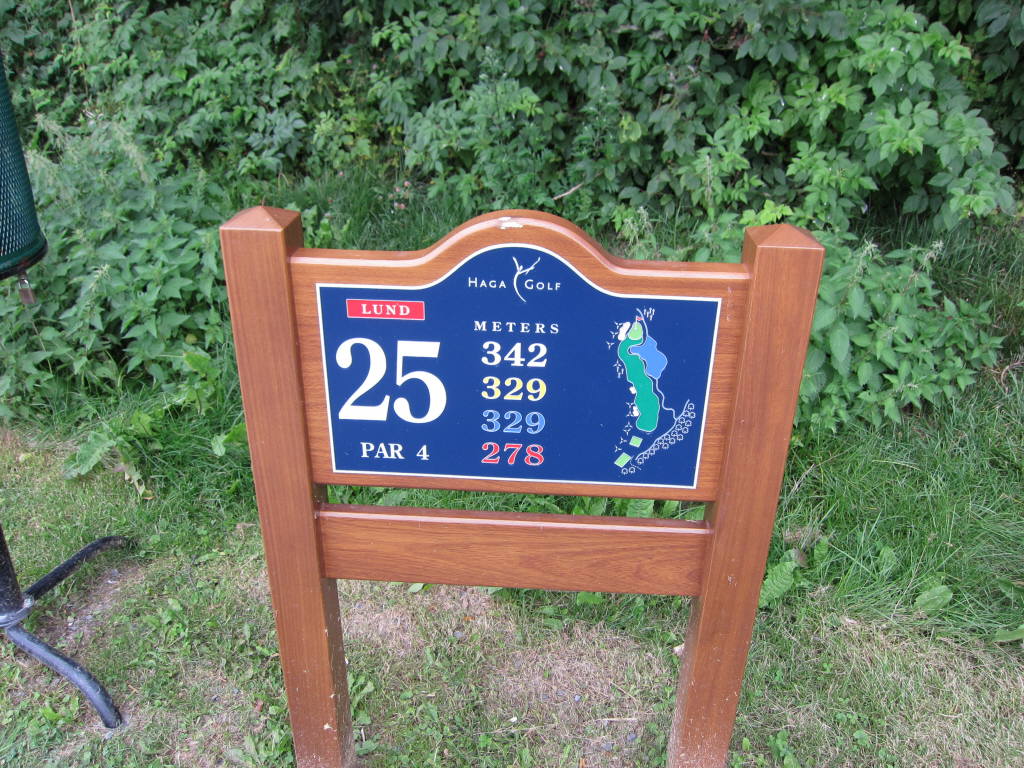 HAGA GOLF
LUND
25
PAR 4
METERS
342
329
329
278